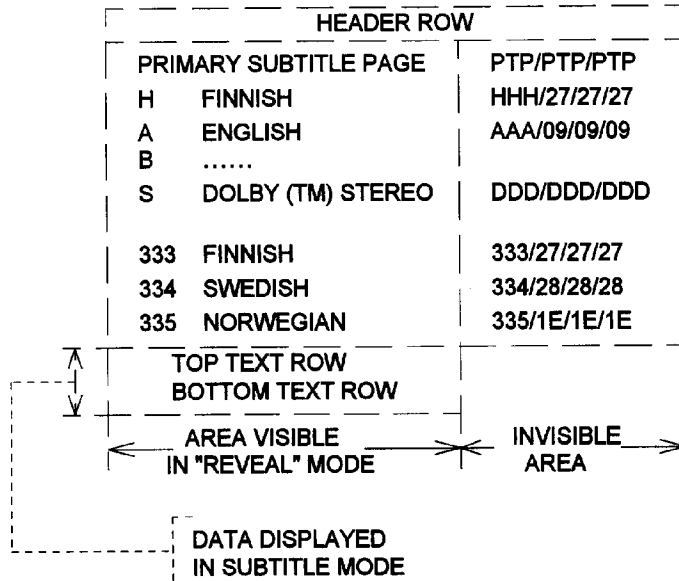 HEADER ROW
PRIMARY SUBTITLE PAGE PTP/PTP/PTP
H FINNISH HHH/27/27/27
A ENGLISH AAA/09/09/09
B ......
S DOLBY (TM) STEREO DDD/DDD/DDD
333 FINNISH 333/27/27/27
334 SWEDISH 334/28/28/28
335 NORWEGIAN 335/1E/1E/1E
TOP TEXT ROW
BOTTOM TEXT ROW
AREA VISIBLE IN "REVEAL" MODE
INVISIBLE AREA
DATA DISPLAYED
IN SUBTITLE MODE